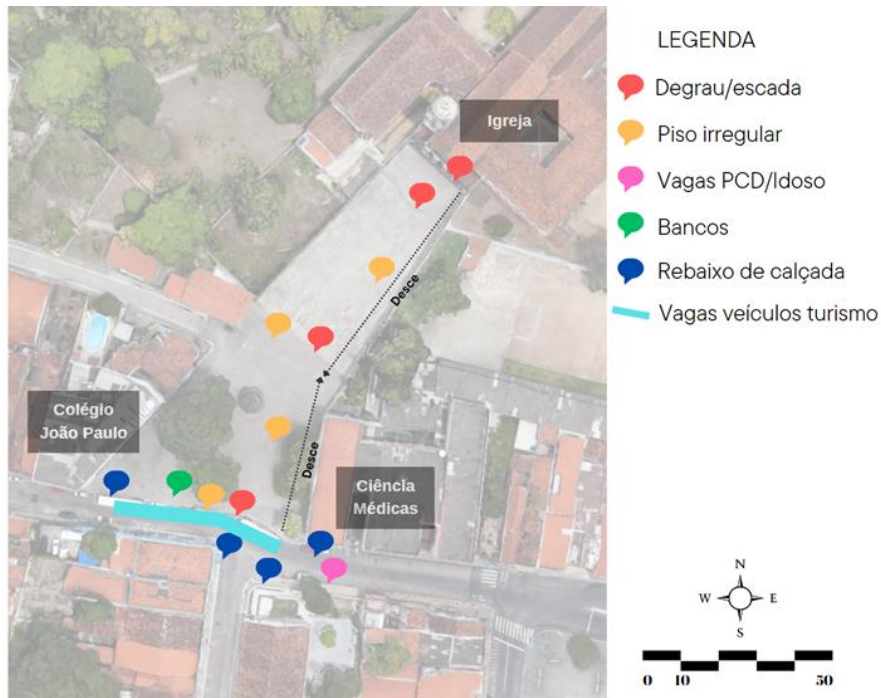 Igreja
Desce
Colégio
João Paulo
Desce
Ciência
Médicas
LEGENDA
Degrau/escada
Piso irregular
Vagas PCD/Idoso
Bancos
Rebaixo de calçada
Vagas veículos turismo
N
W E
S
0 10 50